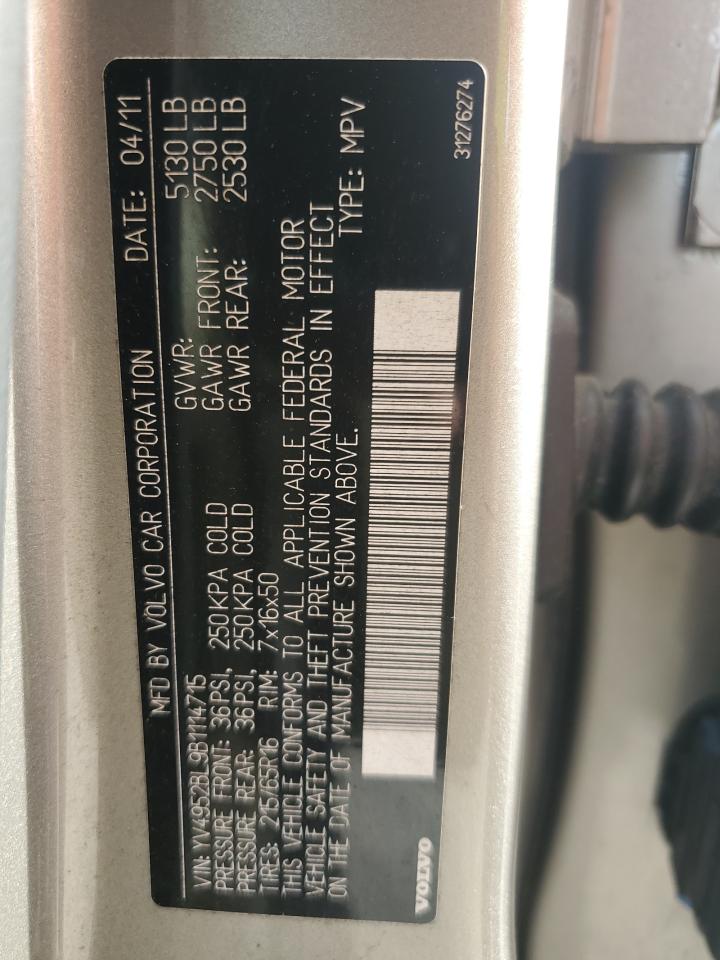 MFD BY VOLVO CAR CORPORATION DATE: 04/11
VIN: YV4952BL9B1114715 GVWR: 5130 LB
PRESSURE FRONT: 36PSI, 250KPA COLD GAWR FRONT: 2750 LB
PRESSURE REAR: 36PSI, 250KPA COLD GAWR REAR: 2530 LB
TIRES: 215/65R16 RIM: 7x16x50
THIS VEHICLE CONFORMS TO ALL APPLICABLE FEDERAL MOTOR
VEHICLE SAFETY AND THEFT PREVENTION STANDARDS IN EFFECT
ON THE DATE OF MANUFACTURE SHOWN ABOVE. TYPE: MPV
VOLVO 31276274